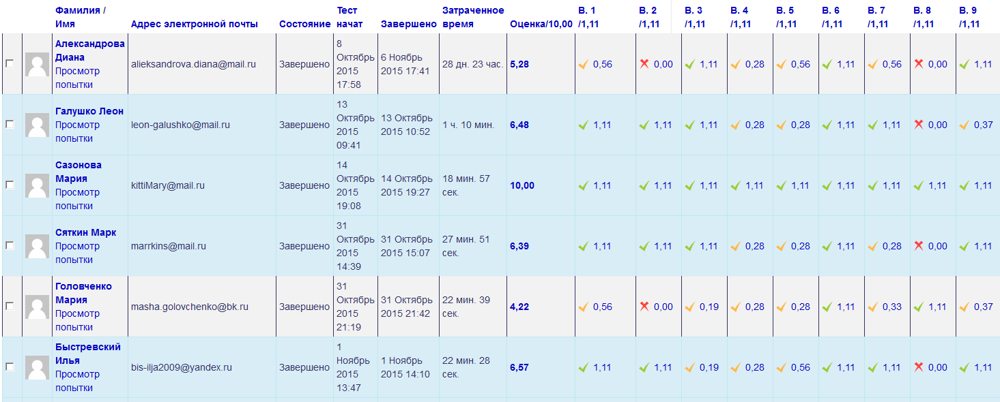 Фамилия / Имя Адрес электронной почты Состояние Тест начат Завершено Затраченное время Оценка/10,00 В. 1 /1,11 В. 2 /1,11 В. 3 /1,11 В. 4 /1,11 В. 5 /1,11 В. 6 /1,11 В. 7 /1,11 В. 8 /1,11 В. 9 /1,11
Александрова Диана Просмотр попытки alieksandrova.diana@mail.ru Завершено 8 Октябрь 2015 17:58 6 Ноябрь 2015 17:41 28 дн. 23 час. 5,28 0,56 0,00 1,11 0,28 0,56 1,11 0,56 0,00 1,11
Галушко Леон Просмотр попытки leon-galushko@mail.ru Завершено 13 Октябрь 2015 09:41 13 Октябрь 2015 10:52 1 ч. 10 мин. 6,48 1,11 1,11 1,11 0,28 0,28 1,11 1,11 0,00 0,37
Сазонова Мария Просмотр попытки kittiMary@mail.ru Завершено 14 Октябрь 2015 19:08 14 Октябрь 2015 19:27 18 мин. 57 сек. 10,00 1,11 1,11 1,11 1,11 1,11 1,11 1,11 1,11 1,11
Сяткин Марк Просмотр попытки marrkins@mail.ru Завершено 31 Октябрь 2015 14:39 31 Октябрь 2015 15:07 27 мин. 51 сек. 6,39 1,11 1,11 1,11 0,28 0,28 1,11 0,28 0,00 1,11
Головченко Мария Просмотр попытки masha.golovchenko@bk.ru Завершено 31 Октябрь 2015 21:19 31 Октябрь 2015 21:42 22 мин. 39 сек. 4,22 0,56 0,00 0,19 0,28 0,28 1,11 0,33 1,11 0,37
Быстревский Илья Просмотр попытки bis-ilja2009@yandex.ru Завершено 1 Ноябрь 2015 13:47 1 Ноябрь 2015 14:10 22 мин. 28 сек. 6,57 1,11 1,11 0,19 0,28 0,56 1,11 1,11 0,00 1,11